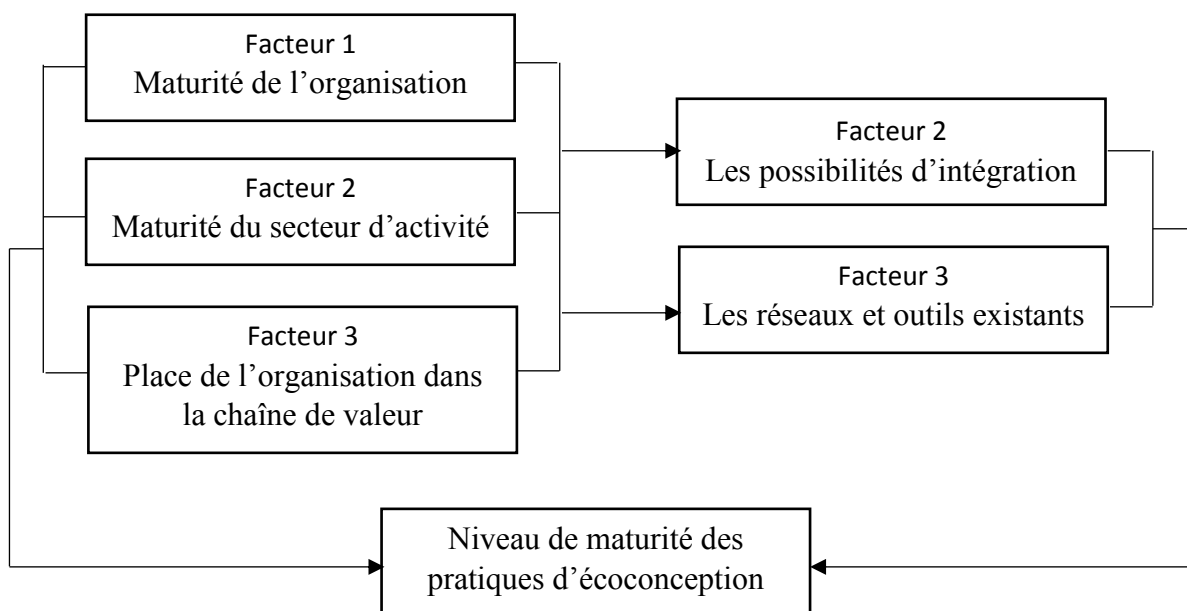 Facteur 1
Maturité de l’organisation
Facteur 2
Maturité du secteur d’activité
Facteur 3
Place de l’organisation dans
la chaîne de valeur
Facteur 2
Les possibilités d’intégration
Facteur 3
Les réseaux et outils existants
Niveau de maturité des
pratiques d’écoconception